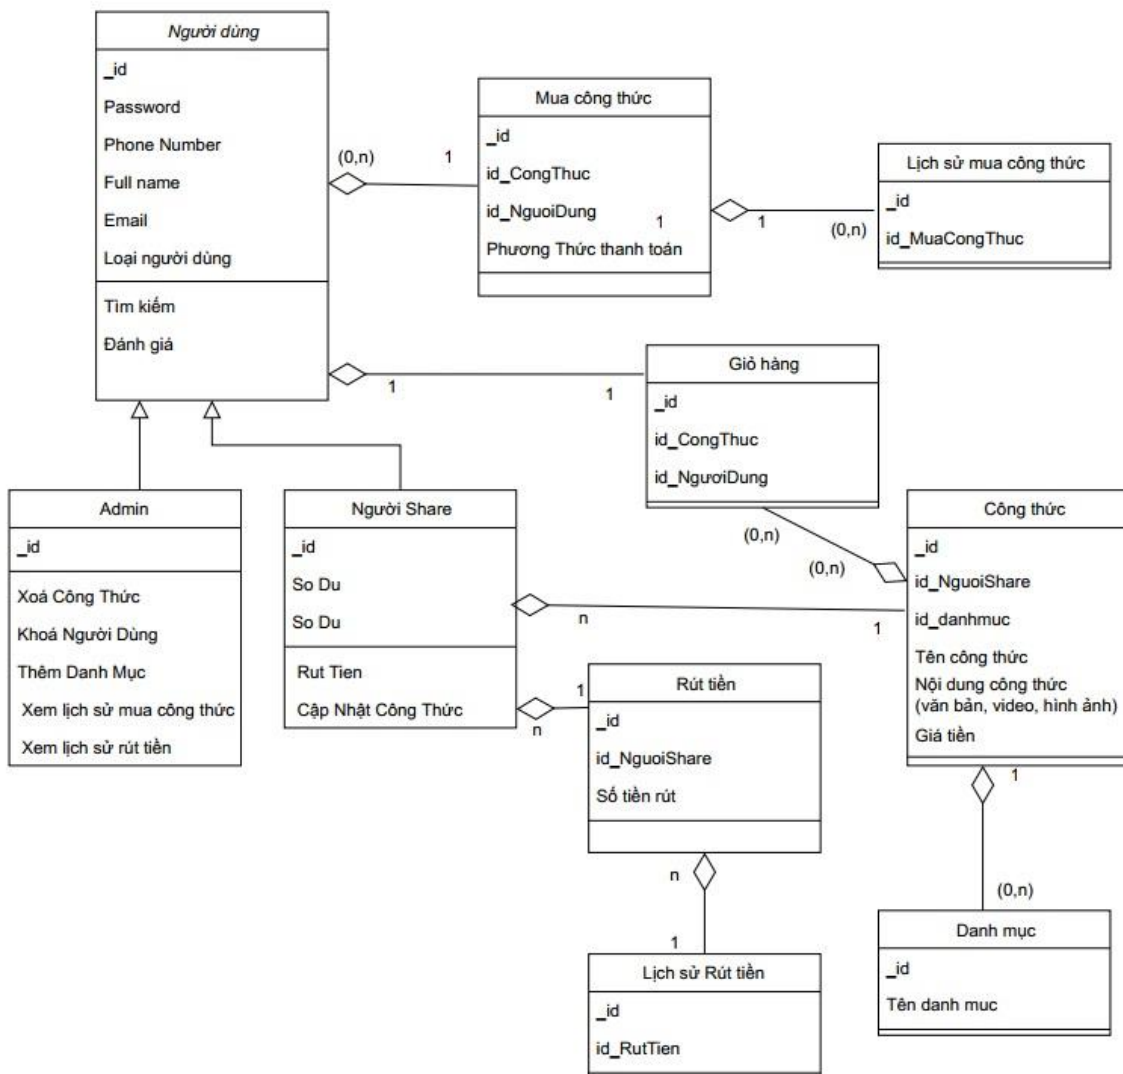 Người dùng
_id
Password
Phone Number
Full name
Email
Loại người dùng
Tìm kiếm
Đánh giá
(0,n)
1
Mua công thức
_id
id_CongThuc
id_NguoiDung
1
Phương Thức thanh toán
1
(0,n)
Lịch sử mua công thức
_id
id_MuaCongThuc
1
1
Giỏ hàng
_id
id_CongThuc
id_NgươiDung
(0,n)
(0,n)
Admin
_id
Xoá Công Thức
Khoá Người Dùng
Thêm Danh Mục
Xem lịch sử mua công thức
Xem lịch sử rút tiền
Người Share
_id
So Du
So Du
Rut Tien
Cập Nhật Công Thức
n
1
Công thức
_id
id_NguoiShare
id_danhmuc
Tên công thức
Nội dung công thức
(văn bản, video, hình ảnh)
Giá tiền
1
n
Rút tiền
_id
id_NguoiShare
Số tiền rút
n
1
Lịch sử Rút tiền
_id
id_RutTien
1
(0,n)
Danh mục
_id
Tên danh muc